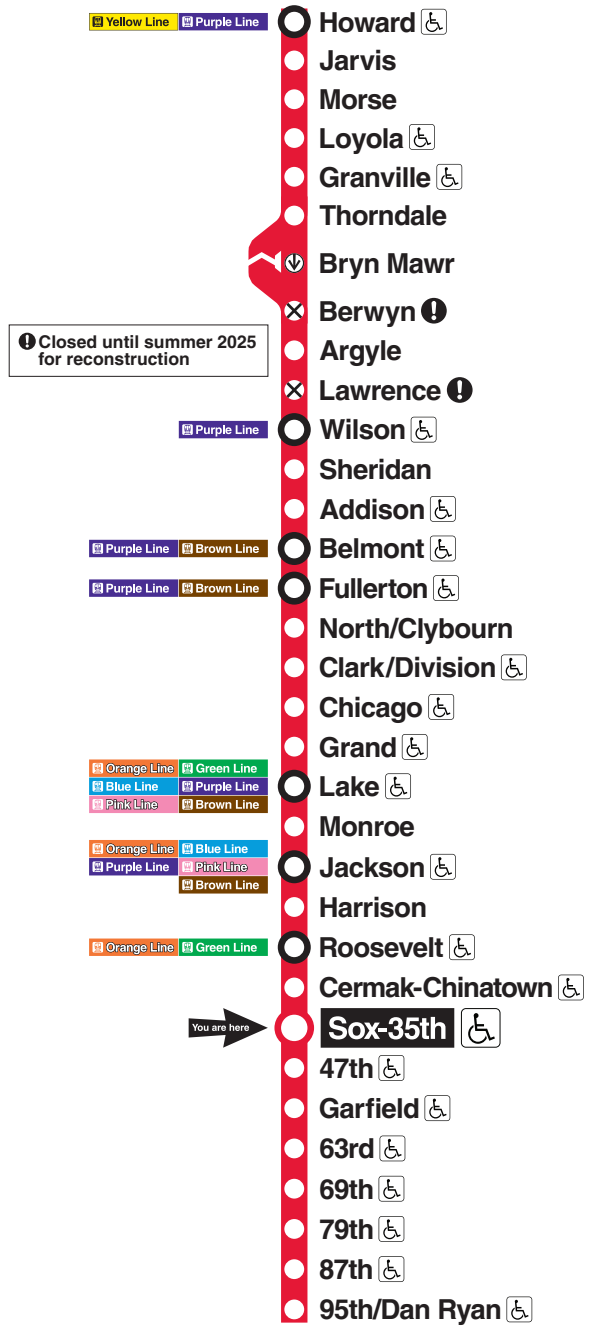 Yellow Line Purple Line Howard
Jarvis
Morse
Loyola
Granville
Thorndale
Bryn Mawr
Berwyn !
! Closed until summer 2025
for reconstruction
Argyle
Lawrence !
Purple Line Wilson
Sheridan
Addison
Purple Line Brown Line Belmont
Purple Line Brown Line Fullerton
North/Clybourn
Clark/Division
Chicago
Grand
Orange Line Green Line
Blue Line Purple Line Lake
Pink Line Brown Line
Monroe
Orange Line Blue Line
Purple Line Pink Line Jackson
Brown Line
Harrison
Orange Line Green Line Roosevelt
Cermak-Chinatown
You are here Sox-35th
47th
Garfield
63rd
69th
79th
87th
95th/Dan Ryan